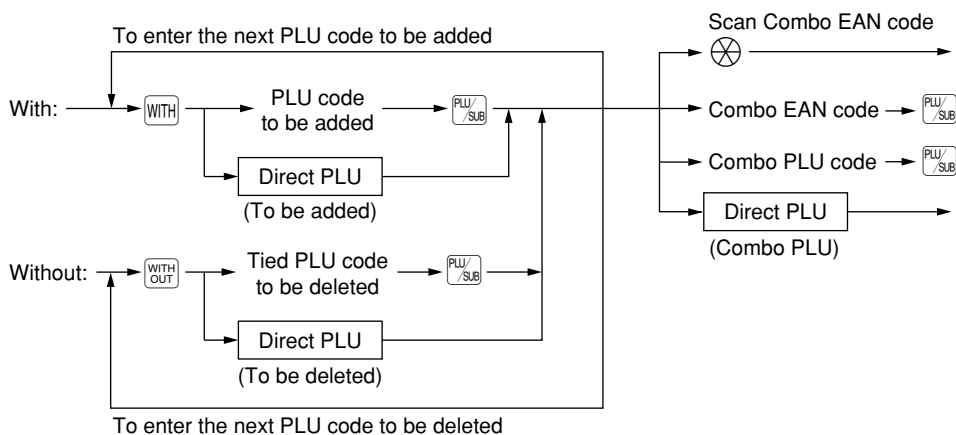 Scan Combo EAN code
To enter the next PLU code to be added
With:
WITH
PLU code
to be added
PLU/
/SUB
Combo EAN code
PLU/
/SUB
Combo PLU code
PLU/
/SUB
Direct PLU
(To be added)
Direct PLU
(Combo PLU)
Without:
WITH
OUT
Tied PLU code
to be deleted
PLU/
/SUB
Direct PLU
(To be deleted)
To enter the next PLU code to be deleted